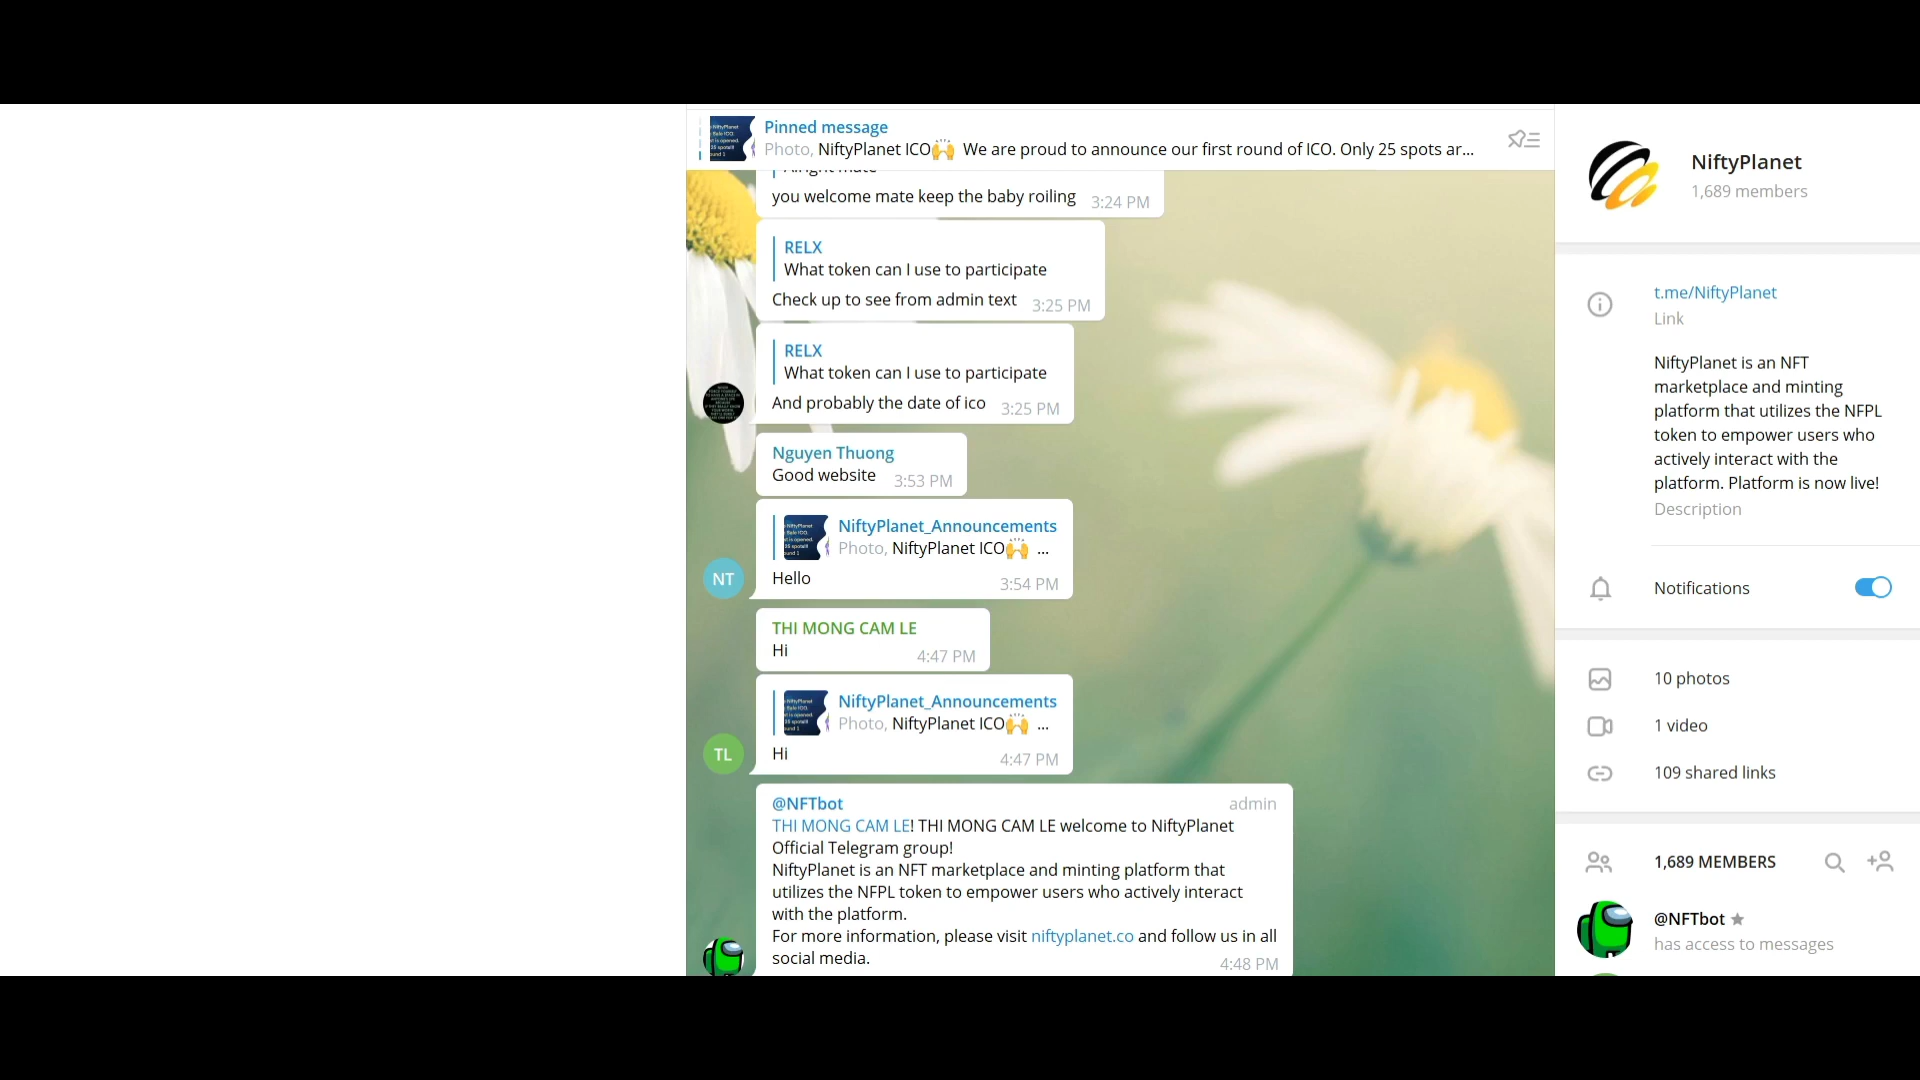 Pinned message
Photo, NiftyPlanet ICO🙌 We are proud to announce our first round of ICO. Only 25 spots ar...
Alright mate
you welcome mate keep the baby roiling 3:24 PM
RELX
What token can I use to participate
Check up to see from admin text 3:25 PM
RELX
What token can I use to participate
And probably the date of ico 3:25 PM
Nguyen Thuong
Good website 3:53 PM
NiftyPlanet_Announcements
Photo, NiftyPlanet ICO🙌 ...
NT
Hello 3:54 PM
THI MONG CAM LE
Hi 4:47 PM
NiftyPlanet_Announcements
Photo, NiftyPlanet ICO🙌 ...
TL
Hi 4:47 PM
@NFTbot admin
THI MONG CAM LE! THI MONG CAM LE welcome to NiftyPlanet
Official Telegram group!
NiftyPlanet is an NFT marketplace and minting platform that
utilizes the NFPL token to empower users who actively interact
with the platform.
For more information, please visit niftyplanet.co and follow us in all
social media. 4:48 PM
NiftyPlanet
1,689 members
t.me/NiftyPlanet
Link
NiftyPlanet is an NFT
marketplace and minting
platform that utilizes the NFPL
token to empower users who
actively interact with the
platform. Platform is now live!
Description
Notifications
10 photos
1 video
109 shared links
1,689 MEMBERS
@NFTbot
has access to messages